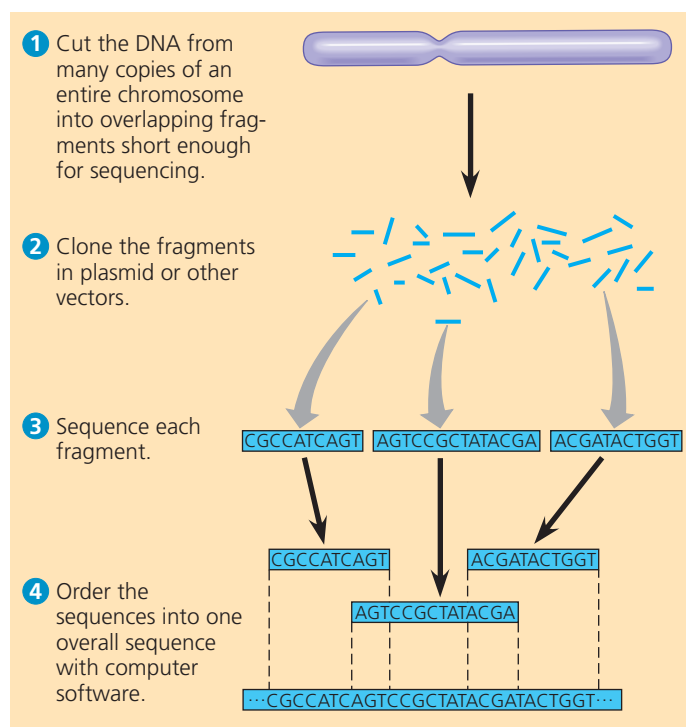 1 Cut the DNA from
many copies of an
entire chromosome
into overlapping frag-
ments short enough
for sequencing.
2 Clone the fragments
in plasmid or other
vectors.
3 Sequence each
fragment.
CGCCATCAGT AGTCCGCTATACGA ACGATACTGGT
CGCCATCAGT ACGATACTGGT
AGTCCGCTATACGA
4 Order the
sequences into one
overall sequence
with computer
software.
···CGCCATCAGTCCGCTATACGATACTGGT···